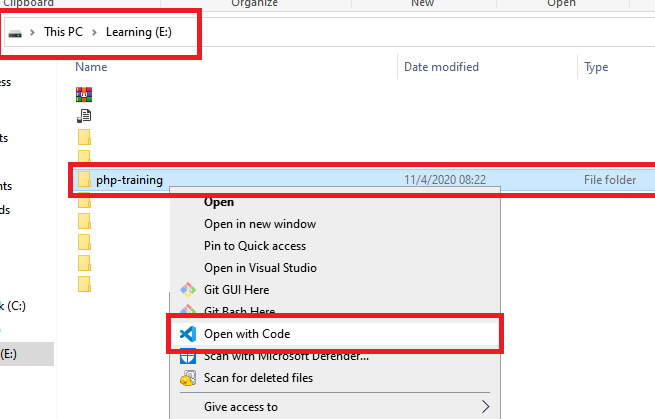 Clipboard Organize New Open
This PC > Learning (E:)
Name Date modified Type
ess
ts
php-training 11/4/2020 08:22 File folder
nts
ds
Open
Open in new window
Pin to Quick access
Open in Visual Studio
Git GUI Here
Git Bash Here
k (C:)
Open with Code
(E:)
Scan with Microsoft Defender...
Scan for deleted files
Give access to >